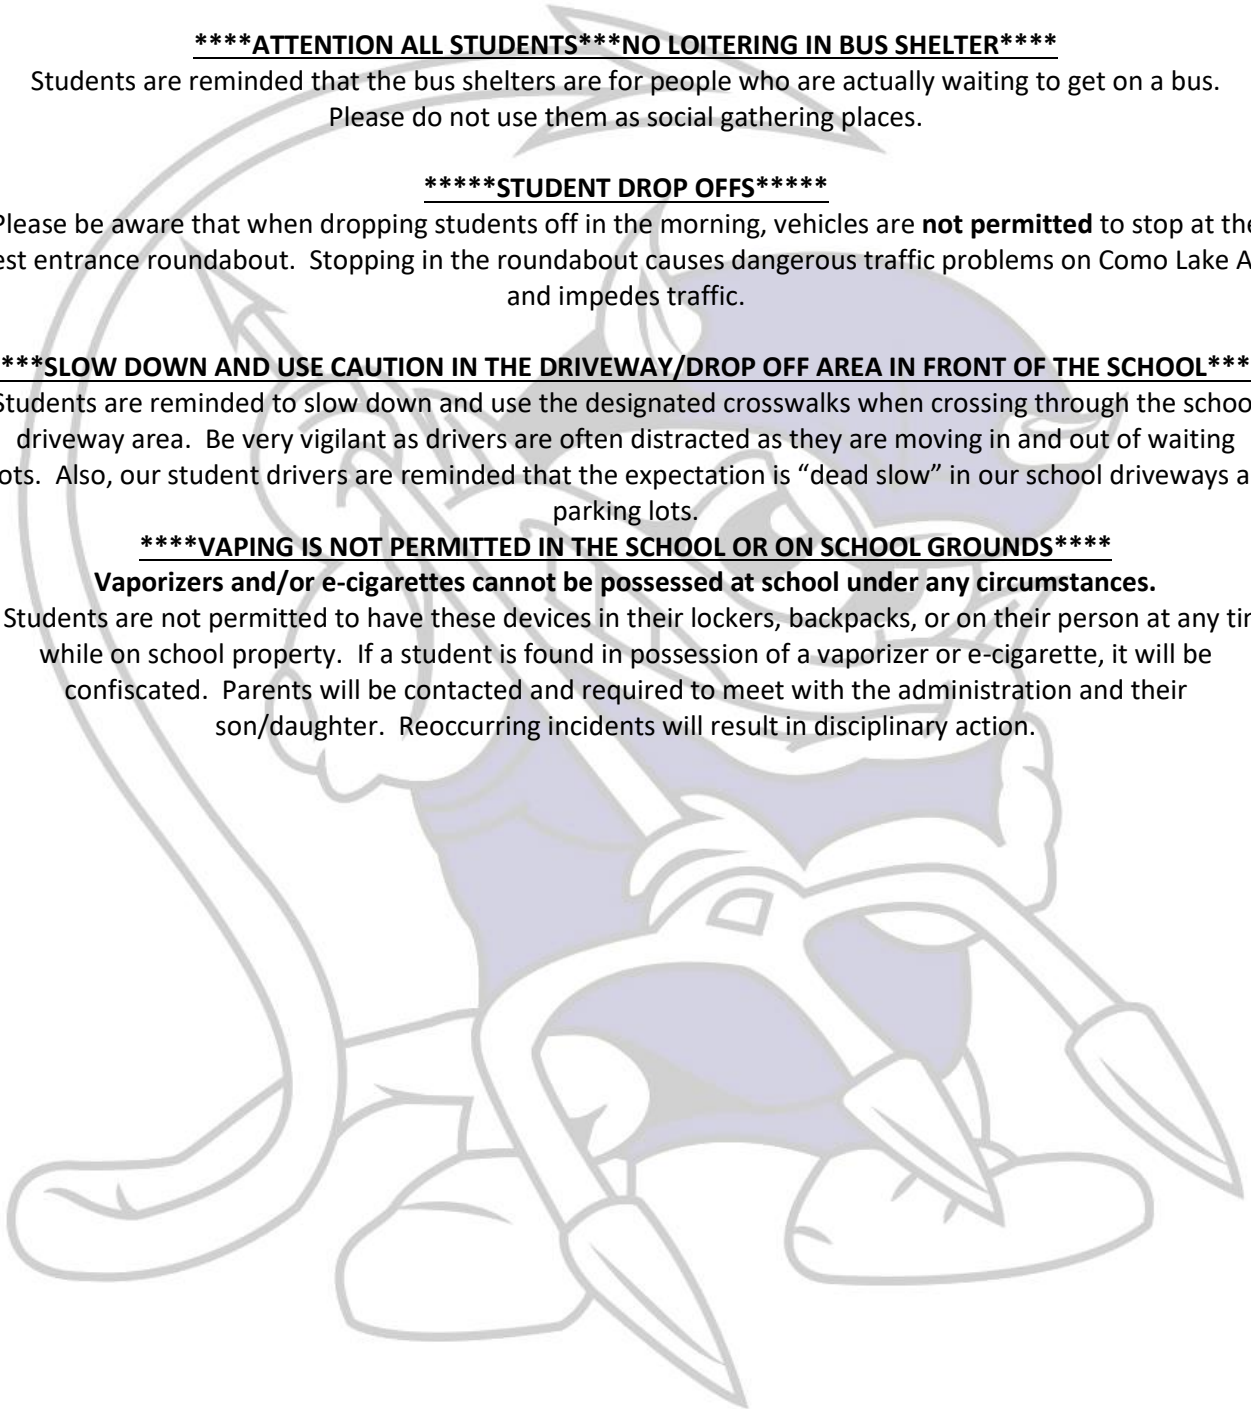 ****ATTENTION ALL STUDENTS***NO LOITERING IN BUS SHELTER****
Students are reminded that the bus shelters are for people who are actually waiting to get on a bus.
Please do not use them as social gathering places.
*****STUDENT DROP OFFS*****
Please be aware that when dropping students off in the morning, vehicles are not permitted to stop at the
est entrance roundabout. Stopping in the roundabout causes dangerous traffic problems on Como Lake A
and impedes traffic.
***SLOW DOWN AND USE CAUTION IN THE DRIVEWAY/DROP OFF AREA IN FRONT OF THE SCHOOL***
Students are reminded to slow down and use the designated crosswalks when crossing through the schoo
driveway area. Be very vigilant as drivers are often distracted as they are moving in and out of waiting
ots. Also, our student drivers are reminded that the expectation is “dead slow” in our school driveways a
parking lots.
****VAPING IS NOT PERMITTED IN THE SCHOOL OR ON SCHOOL GROUNDS****
Vaporizers and/or e-cigarettes cannot be possessed at school under any circumstances.
Students are not permitted to have these devices in their lockers, backpacks, or on their person at any tin
while on school property. If a student is found in possession of a vaporizer or e-cigarette, it will be
confiscated. Parents will be contacted and required to meet with the administration and their
son/daughter. Reoccurring incidents will result in disciplinary action.